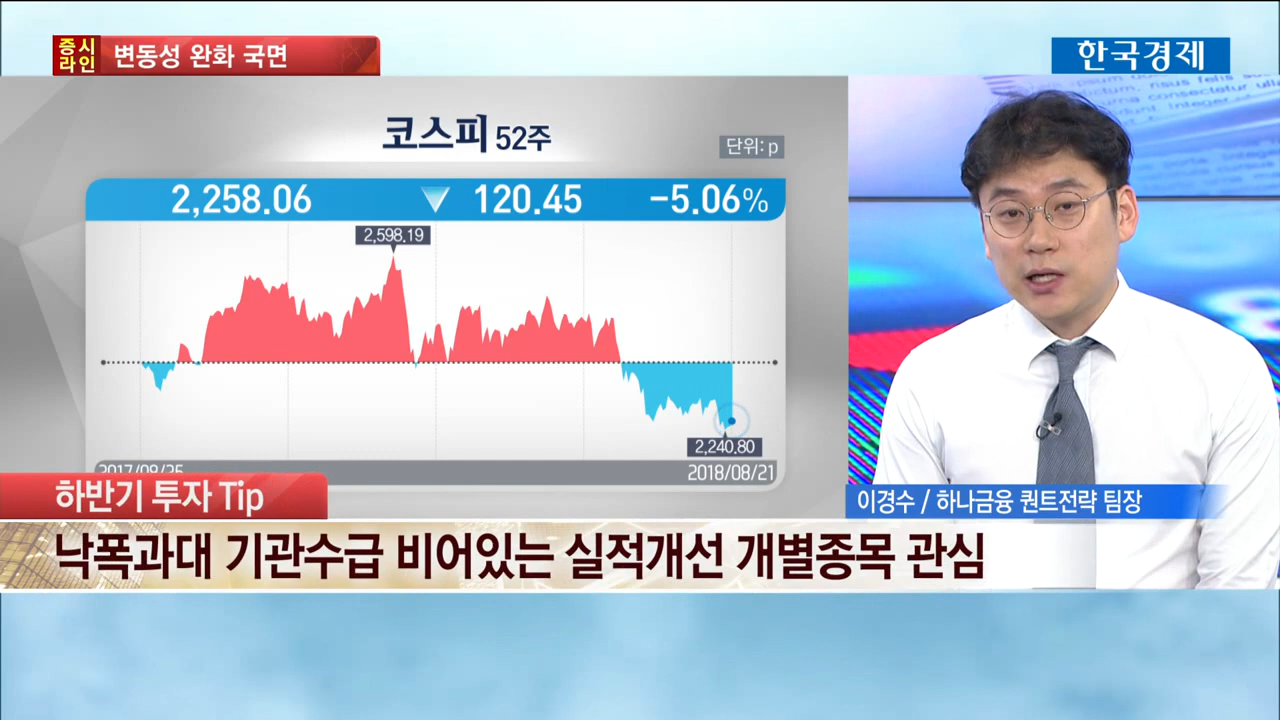 증시
라인
변동성 완화 국면
한국경제
코스피 52주
단위: p
2,258.06 ▼ 120.45 -5.06%
2,598.19
2,240.80
2017/08/25
2018/08/21
하반기 투자 Tip
이경수 / 하나금융 퀀트전략 팀장
낙폭과대 기관수급 비어있는 실적개선 개별종목 관심